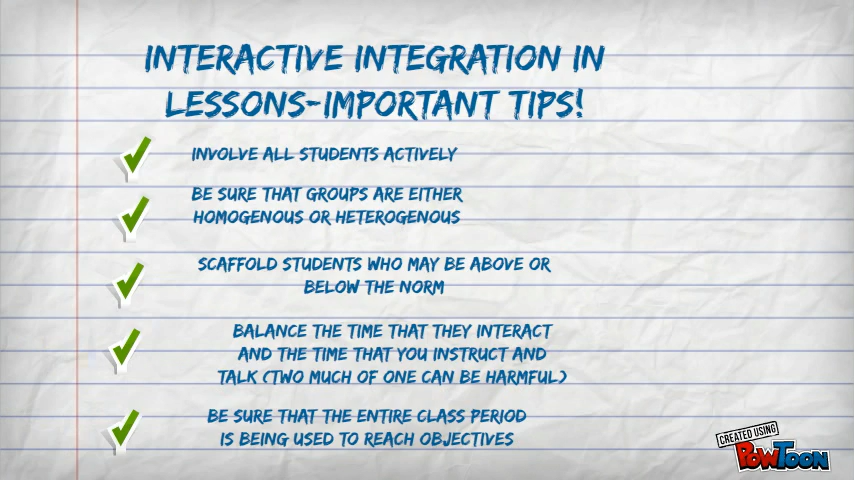 INTERACTIVE INTEGRATION IN
LESSONS-IMPORTANT TIPS!
INVOLVE ALL STUDENTS ACTIVELY
BE SURE THAT GROUPS ARE EITHER
HOMOGENOUS OR HETEROGENOUS
SCAFFOLD STUDENTS WHO MAY BE ABOVE OR
BELOW THE NORM
BALANCE THE TIME THAT THEY INTERACT
AND THE TIME THAT YOU INSTRUCT AND
TALK (TWO MUCH OF ONE CAN BE HARMFUL)
BE SURE THAT THE ENTIRE CLASS PERIOD
IS BEING USED TO REACH OBJECTIVES
CREATED USING
POWTOON